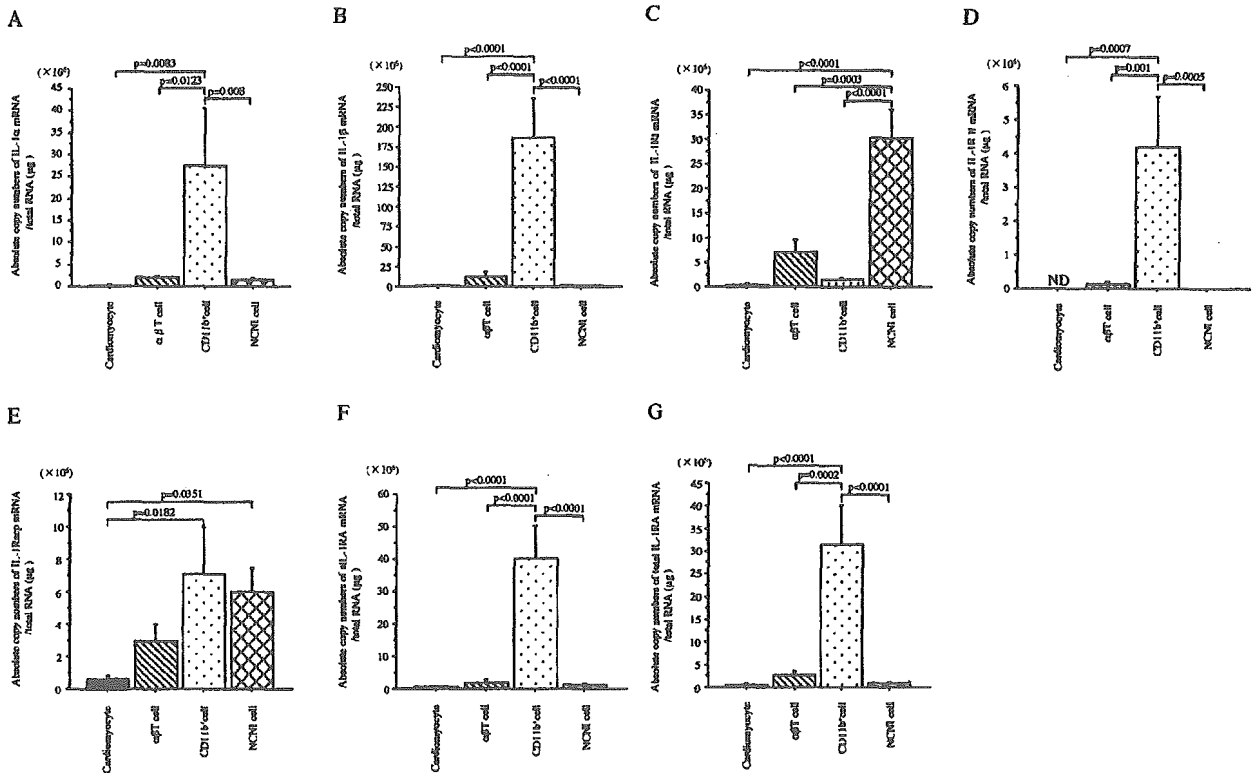 A
(×10⁶)
Absolute copy numbers of IL-1α mRNA
/total RNA (μg)
45
40
35
30
25
20
15
10
5
0
p=0.0083
p=0.0123
p=0.008
Cardiomyocyte
αβT cell
CD11b⁺cell
NCNI cell
B
Absolute copy numbers of IL-1β mRNA
/total RNA (μg)
250
225
200
175
150
125
100
75
50
25
0
p<0.0001
p<0.0001
p<0.0001
Cardiomyocyte
αβT cell
CD11b⁺cell
NCNI cell
C
Absolute copy numbers of IL-1RI mRNA
/total RNA (μg)
40
35
30
25
20
15
10
5
0
p<0.0001
p=0.0003
p<0.0001
Cardiomyocyte
αβT cell
CD11b⁺cell
NCNI cell
D
Absolute copy numbers of IL-1R II mRNA
/total RNA (μg)
6
5
4
3
2
1
0
p=0.0007
p=0.001
p=0.0005
ND
Cardiomyocyte
αβT cell
CD11b⁺cell
NCNI cell
E
Absolute copy numbers of IL-1Racp mRNA
/total RNA (μg)
12
10
8
6
4
2
0
p=0.0351
p=0.0182
Cardiomyocyte
αβT cell
CD11b⁺cell
NCNI cell
F
Absolute copy numbers of sIL-1RA mRNA
/total RNA (μg)
60
50
40
30
20
10
0
p<0.0001
p<0.0001
p<0.0001
Cardiomyocyte
αβT cell
CD11b⁺cell
NCNI cell
G
Absolute copy numbers of total IL-1RA mRNA
/total RNA (μg)
45
40
35
30
25
20
15
10
5
0
p<0.0001
p=0.0002
p<0.0001
Cardiomyocyte
αβT cell
CD11b⁺cell
NCNI cell